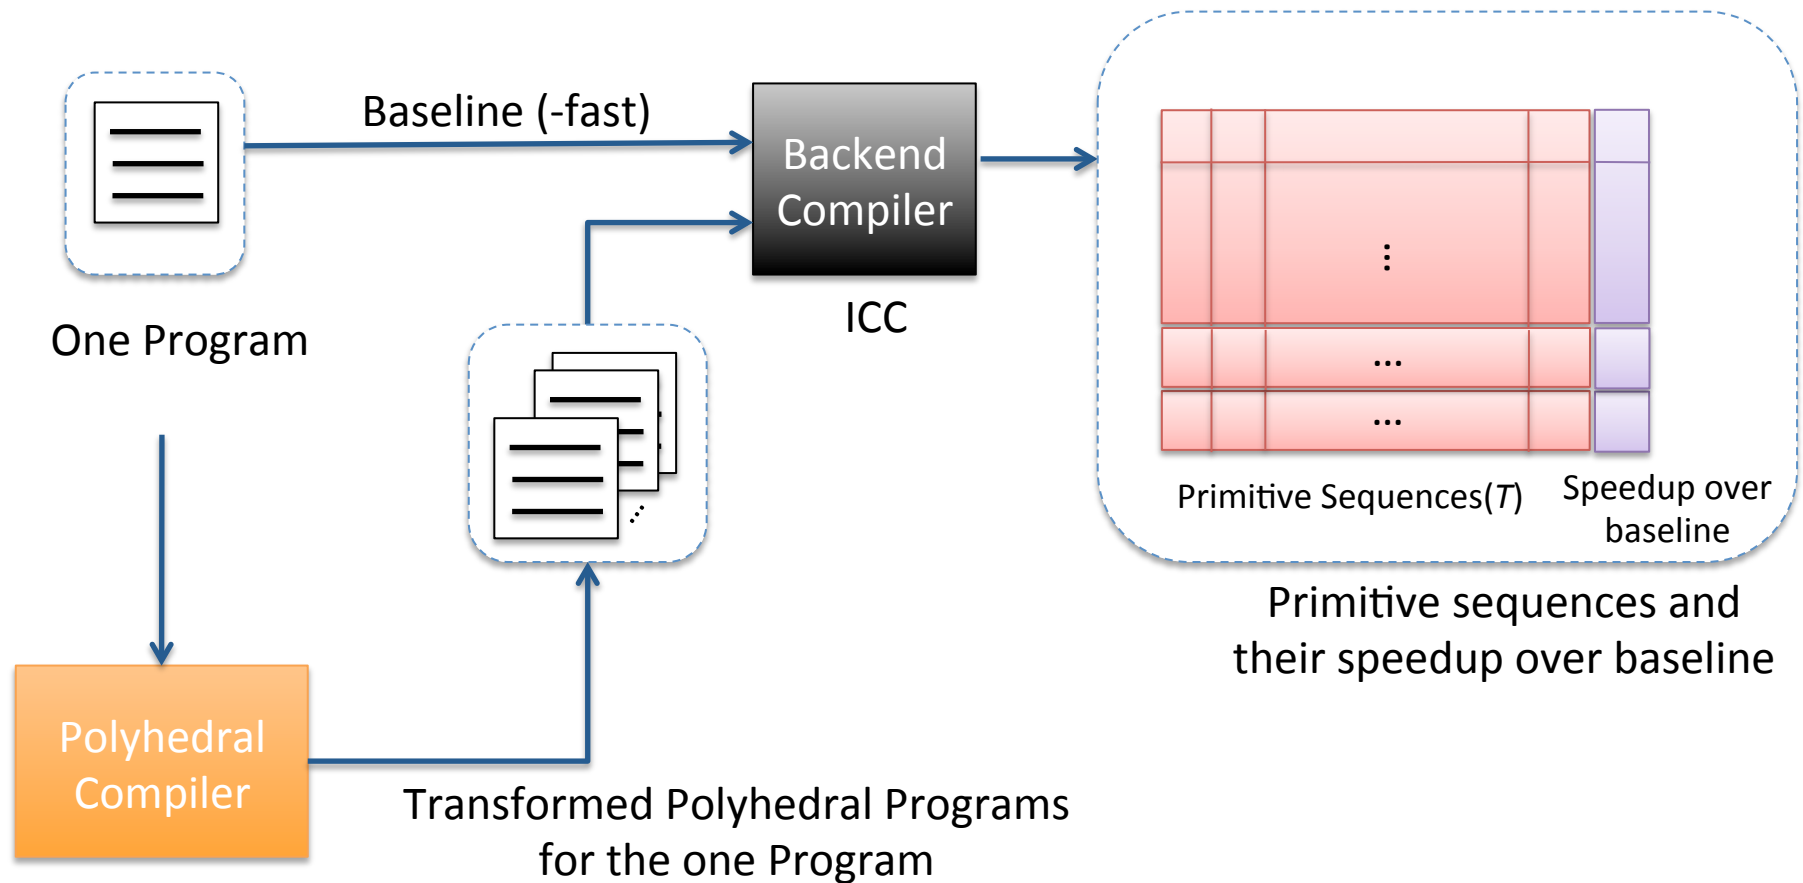 Baseline (-fast)
Backend
Compiler
ICC
One Program
⋮
...
...
Primitive Sequences(T)
Speedup over
baseline
Primitive sequences and
their speedup over baseline
Polyhedral
Compiler
Transformed Polyhedral Programs
for the one Program